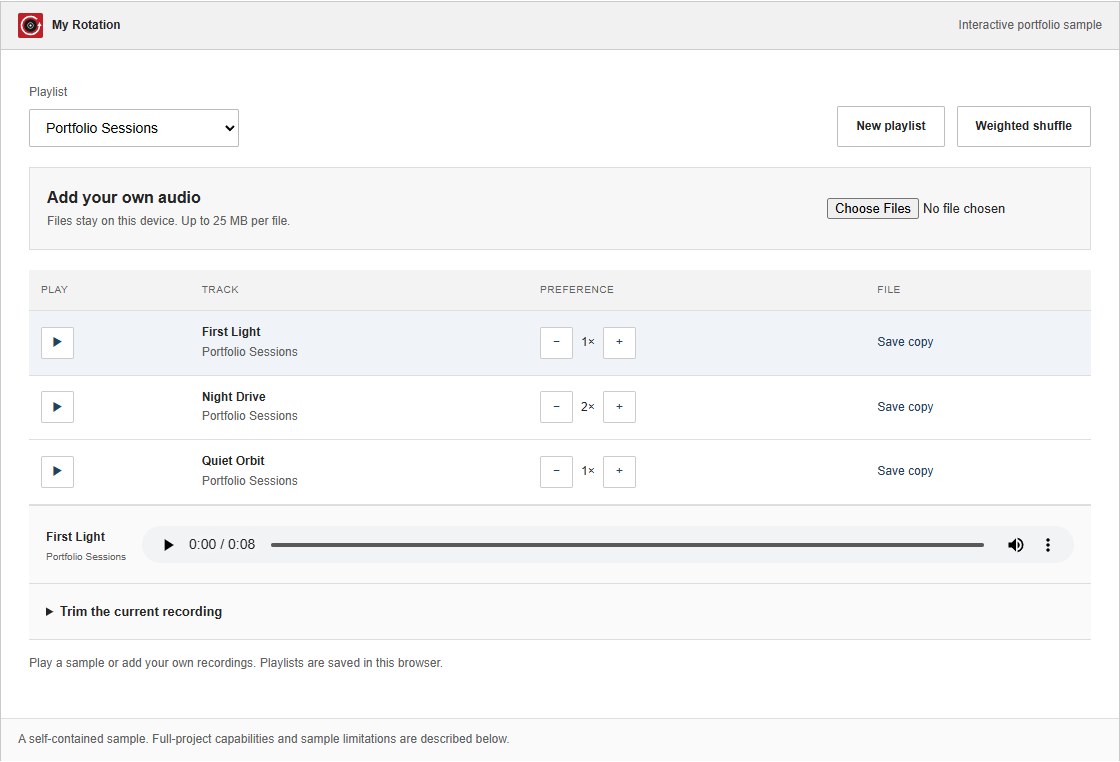 My Rotation
Interactive portfolio sample
Playlist
Portfolio Sessions
New playlist
Weighted shuffle
Add your own audio
Files stay on this device. Up to 25 MB per file.
Choose Files No file chosen
PLAY TRACK PREFERENCE FILE
First Light
Portfolio Sessions
− 1× +
Save copy
Night Drive
Portfolio Sessions
− 2× +
Save copy
Quiet Orbit
Portfolio Sessions
− 1× +
Save copy
First Light
Portfolio Sessions
0:00 / 0:08
Trim the current recording
Play a sample or add your own recordings. Playlists are saved in this browser.
A self-contained sample. Full-project capabilities and sample limitations are described below.